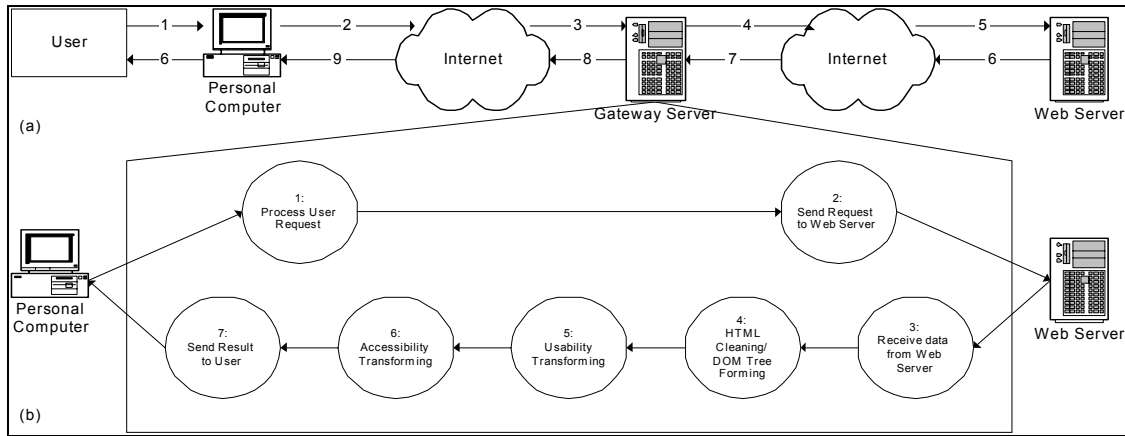 1
2
3
4
5
User
Internet
Internet
6
9
8
7
6
Personal
Computer
Gateway Server
Web Server
(a)
1:
Process User
Request
2:
Send Request
to Web Server
Personal
Computer
Web Server
7:
Send Result
to User
6:
Accessibility
Transforming
5:
Usability
Transforming
4:
HTML
Cleaning/
DOM Tree
Forming
3:
Receive data
from Web
Server
(b)